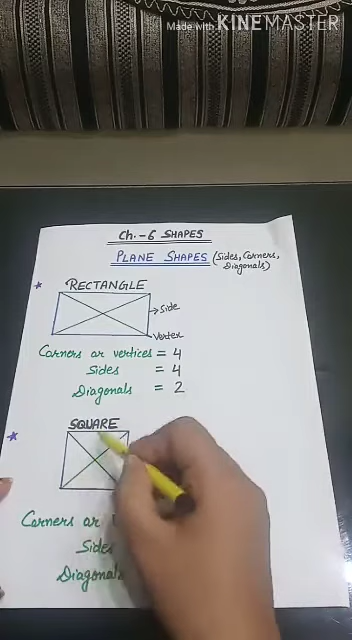 Made with KINEMASTER
Ch.-6 SHAPES
PLANE SHAPES (Sides, Corners, Diagonals)
RECTANGLE
Side
Vertex
Corners or vertices = 4
Sides = 4
Diagonals = 2
SQUARE
Corners or
Sides
Diagonals